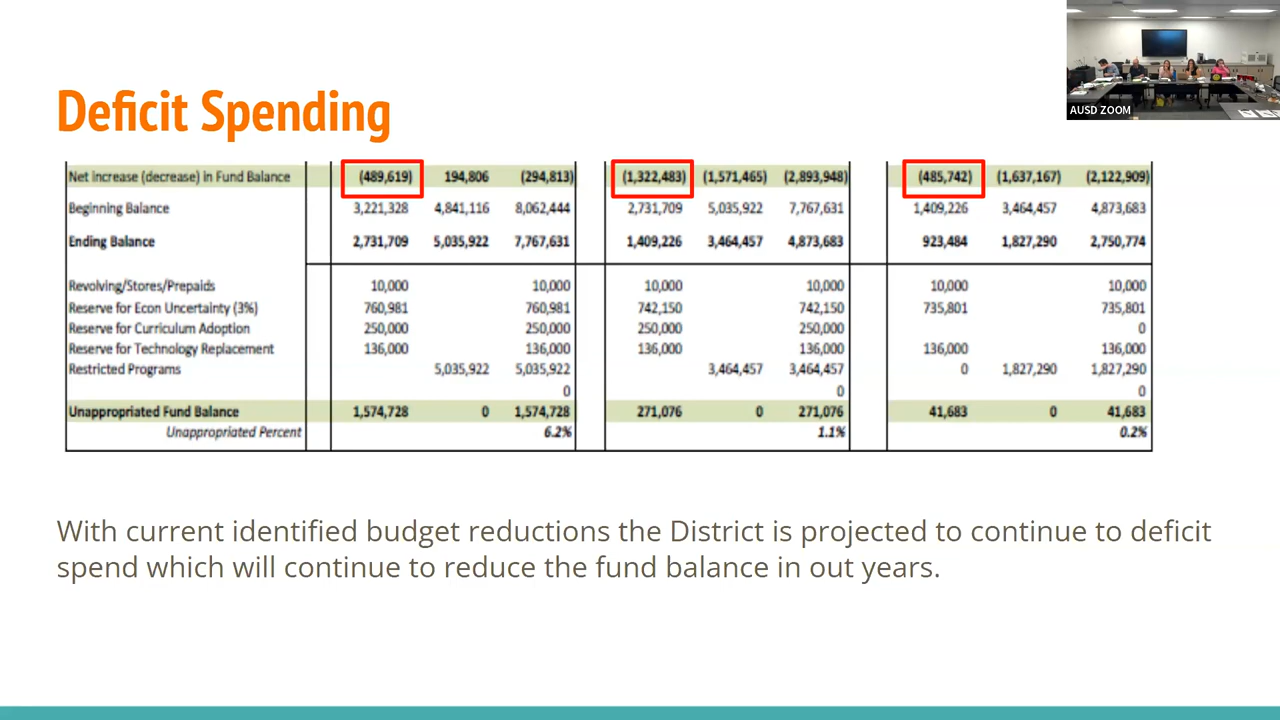 AUSD ZOOM
Deficit Spending
Net increase (decrease) in Fund Balance (489,619) 194,806 (294,813) (1,322,483) (1,571,465) (2,893,948) (485,742) (1,637,167) (2,122,909)
Beginning Balance 3,221,328 4,841,116 8,062,444 2,731,709 5,035,922 7,767,631 1,409,226 3,464,457 4,873,683
Ending Balance 2,731,709 5,035,922 7,767,631 1,409,226 3,464,457 4,873,683 923,484 1,827,290 2,750,774
Revolving/Stores/Prepaids 10,000 10,000 10,000 10,000 10,000 10,000
Reserve for Econ Uncertainty (3%) 760,981 760,981 742,150 742,150 735,801 735,801
Reserve for Curriculum Adoption 250,000 250,000 250,000 250,000 0
Reserve for Technology Replacement 136,000 136,000 136,000 136,000 136,000 136,000
Restricted Programs 5,035,922 5,035,922 3,464,457 3,464,457 0 1,827,290 1,827,290
0 0 0
Unappropriated Fund Balance 1,574,728 0 1,574,728 271,076 0 271,076 41,683 0 41,683
Unappropriated Percent 6.2% 1.1% 0.2%
With current identified budget reductions the District is projected to continue to deficit
spend which will continue to reduce the fund balance in out years.